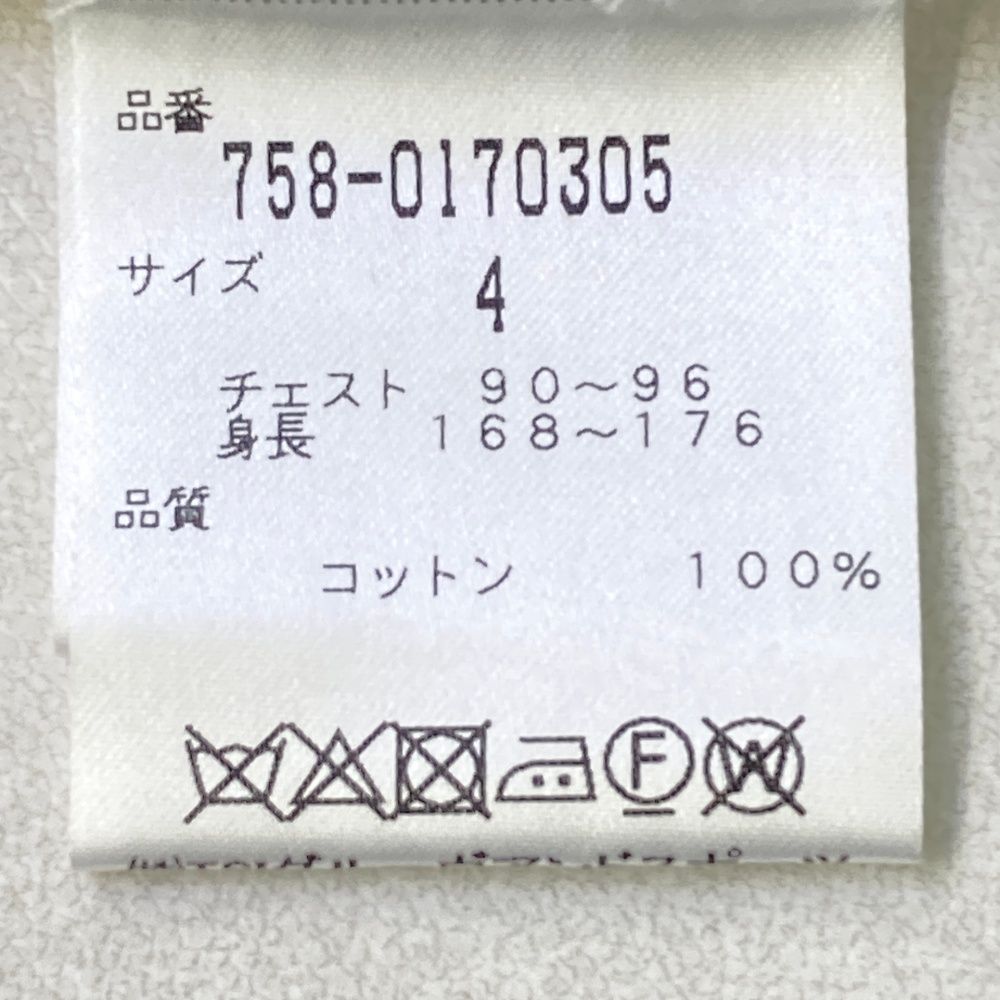 品番
758-0170305
サイズ
4
チェスト 90～96
身長 168～176
品質
コットン 100%
F
W